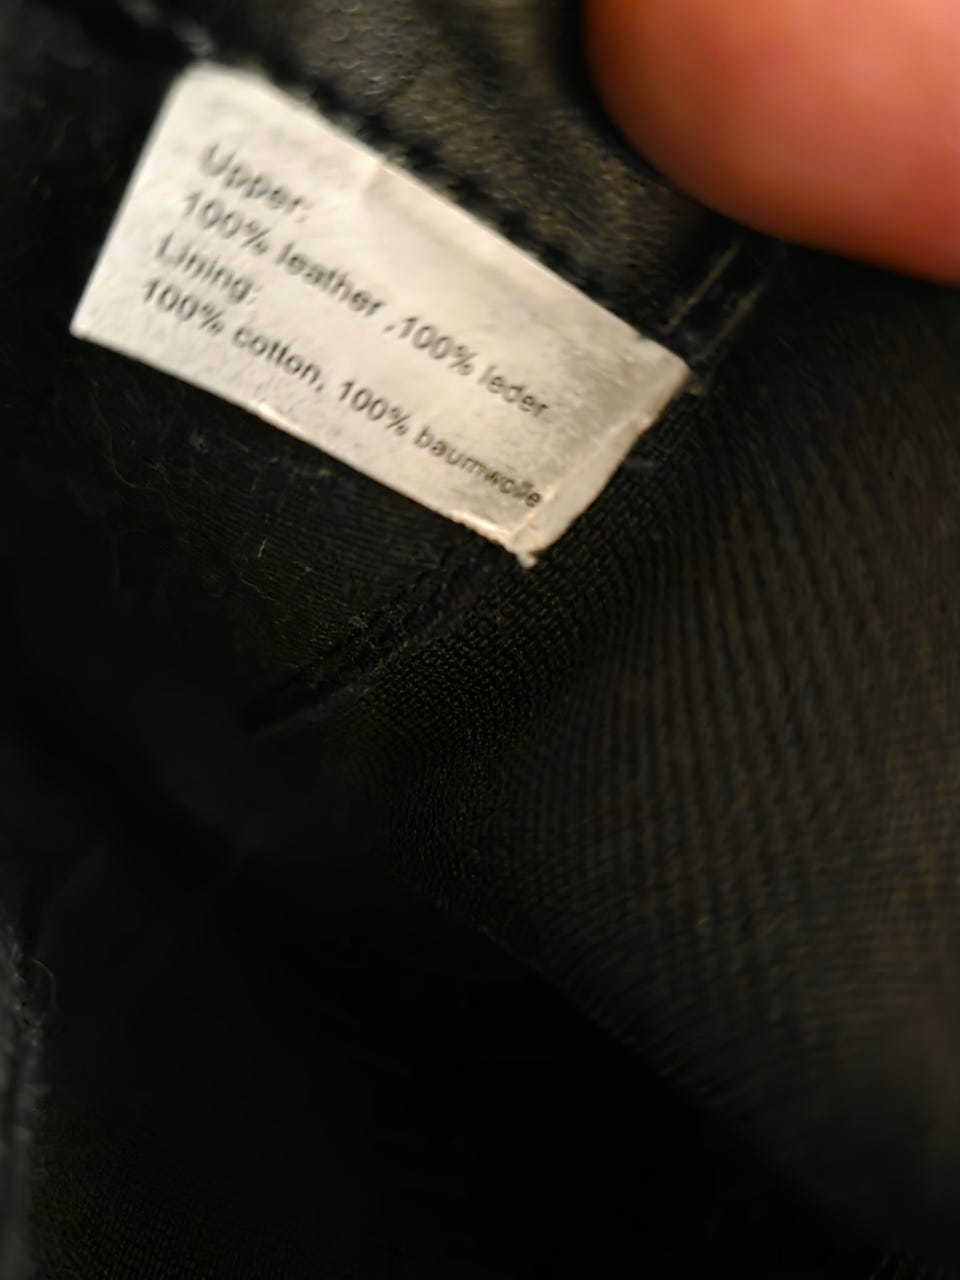 Upper:
100% leather ,100% leder
Lining:
100% cotton, 100% baumwolle